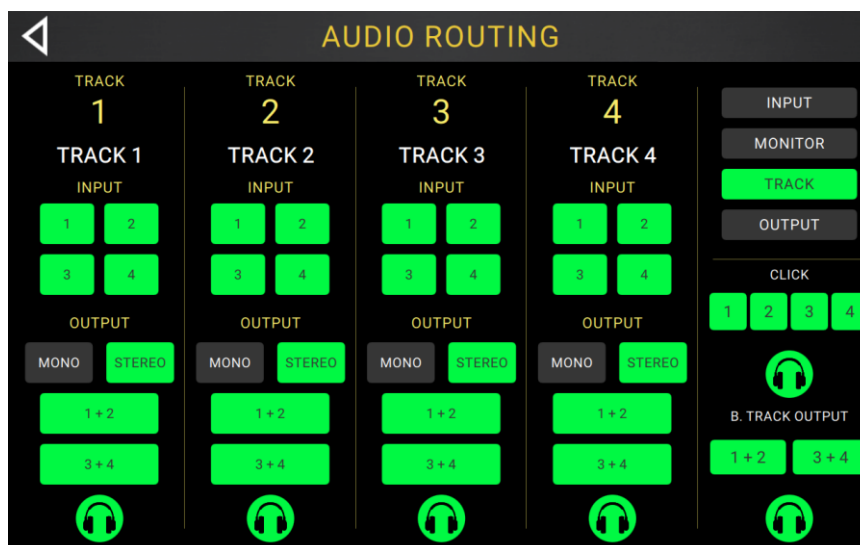 AUDIO ROUTING
TRACK
1
TRACK 1
INPUT
1 2
3 4
OUTPUT
MONO STEREO
1 + 2
3 + 4
TRACK
2
TRACK 2
INPUT
1 2
3 4
OUTPUT
MONO STEREO
1 + 2
3 + 4
TRACK
3
TRACK 3
INPUT
1 2
3 4
OUTPUT
MONO STEREO
1 + 2
3 + 4
TRACK
4
TRACK 4
INPUT
1 2
3 4
OUTPUT
MONO STEREO
1 + 2
3 + 4
INPUT
MONITOR
TRACK
OUTPUT
CLICK
1 2 3 4
B. TRACK OUTPUT
1 + 2 3 + 4